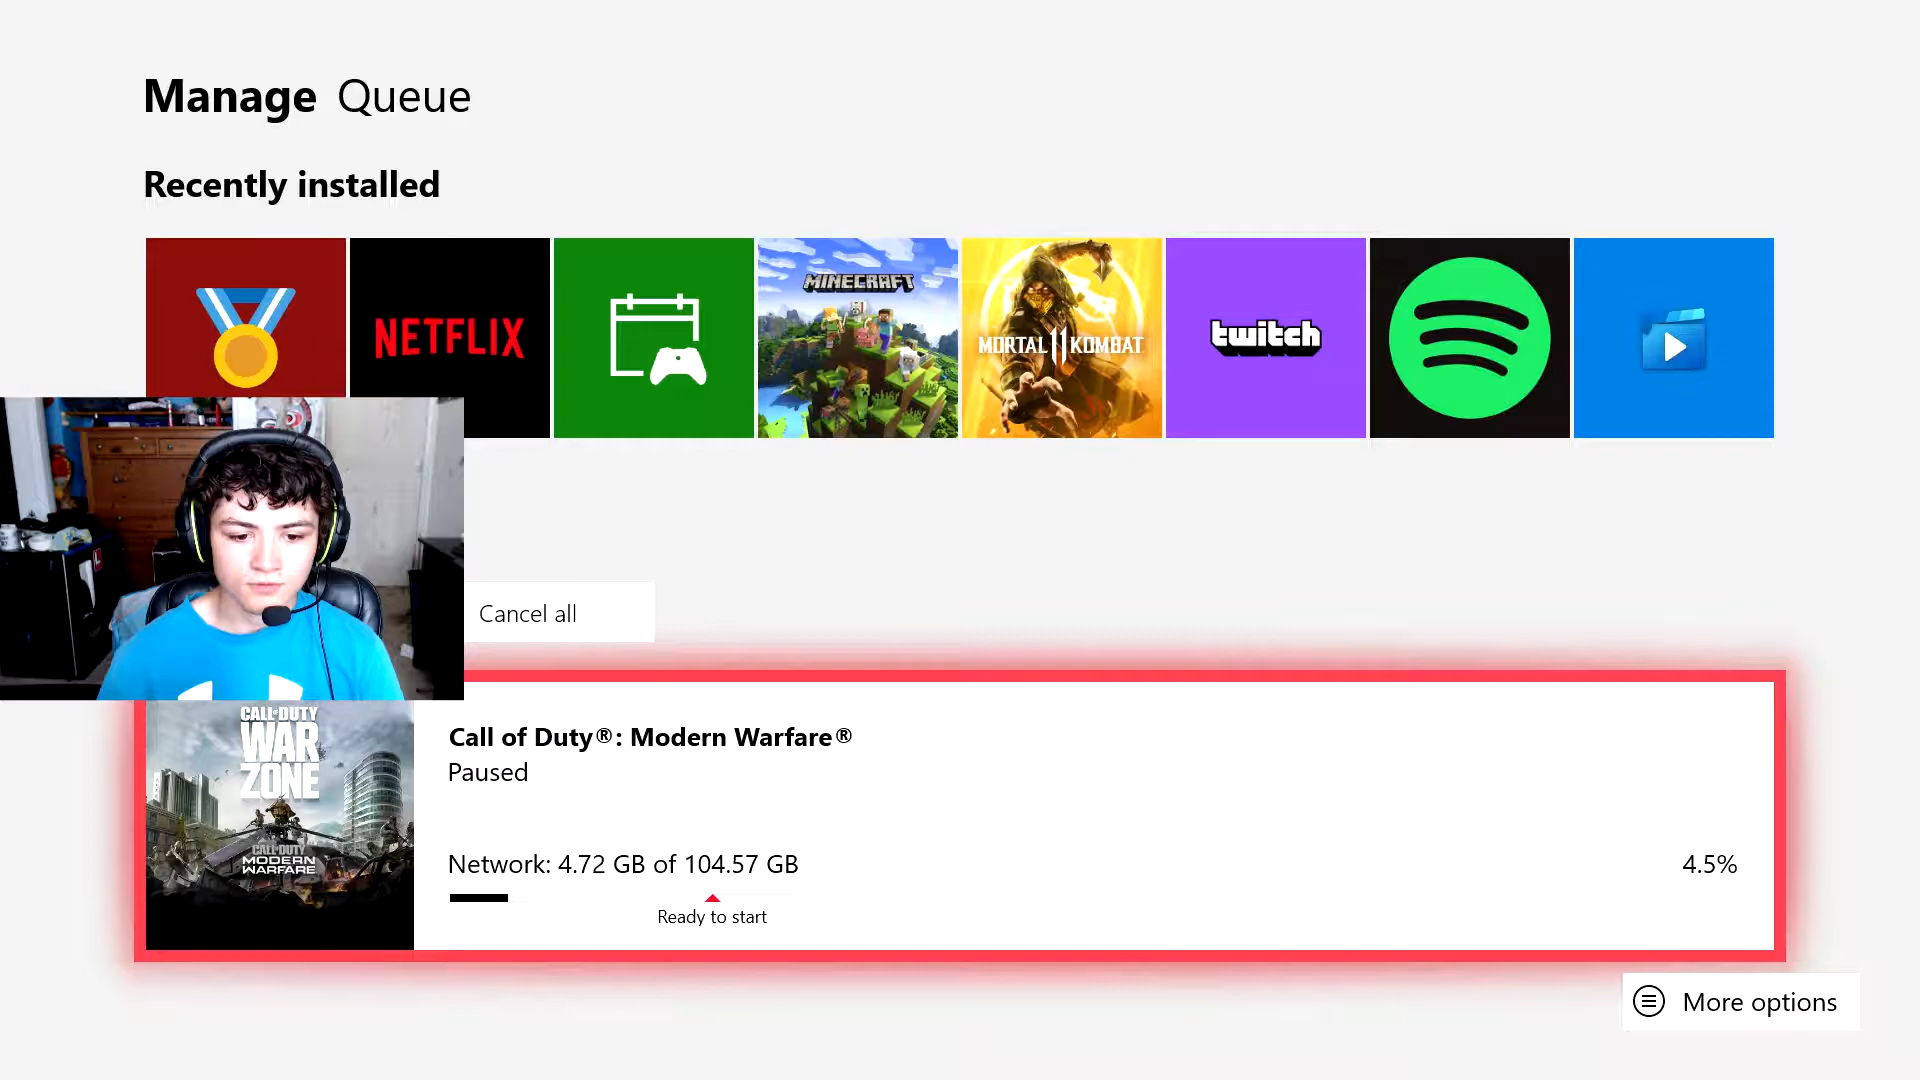 Manage Queue
Recently installed
NETFLIX
MINECRAFT
MORTAL KOMBAT 11
twitch
Cancel all
CALL OF DUTY
WAR
ZONE
CALL OF DUTY
MODERN
WARFARE
Call of Duty®: Modern Warfare®
Paused
Network: 4.72 GB of 104.57 GB
4.5%
Ready to start
More options